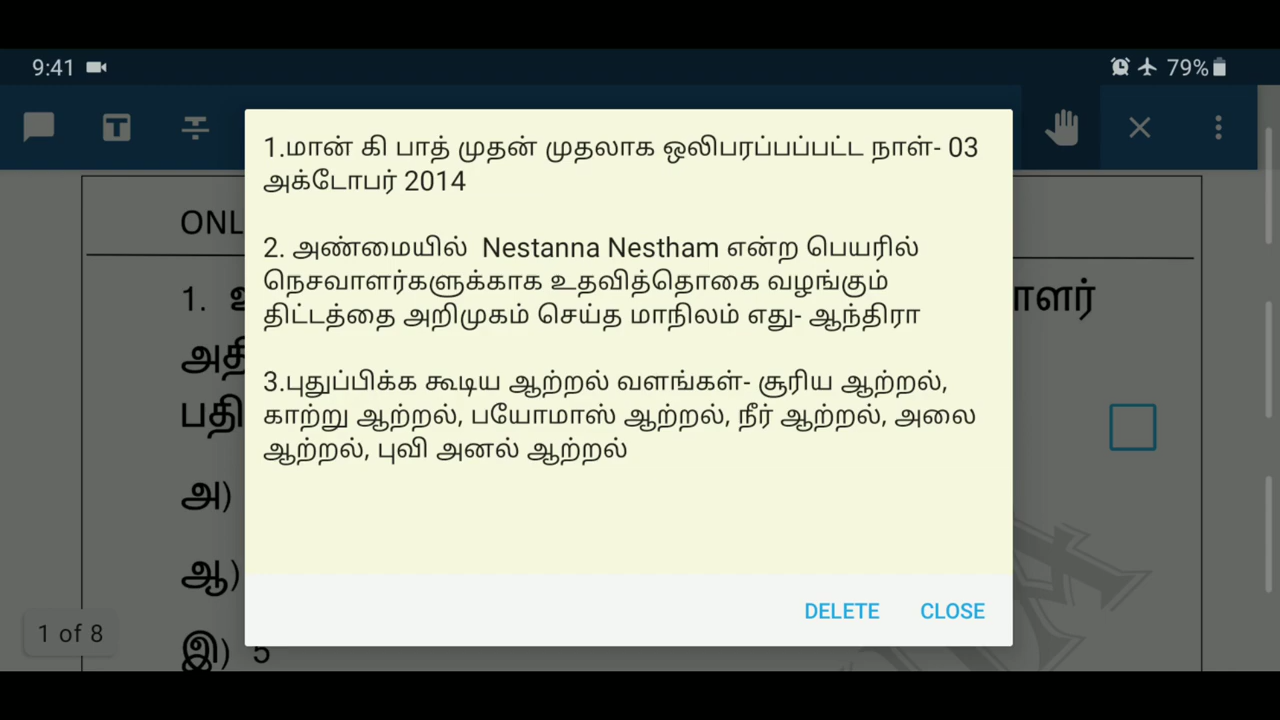 9:41
79%
1.மான் கி பாத் முதன் முதலாக ஒலிபரப்பப்பட்ட நாள்- 03
அக்டோபர் 2014
ONL
2. அண்மையில் Nestanna Nestham என்ற பெயரில்
நெசவாளர்களுக்காக உதவித்தொகை வழங்கும்
திட்டத்தை அறிமுகம் செய்த மாநிலம் எது- ஆந்திரா
1.
ாளர்
அதி
3.புதுப்பிக்க கூடிய ஆற்றல் வளங்கள்- சூரிய ஆற்றல்,
காற்று ஆற்றல், பயோமாஸ் ஆற்றல், நீர் ஆற்றல், அலை
ஆற்றல், புவி அனல் ஆற்றல்
பதி
அ)
ஆ)
DELETE CLOSE
1 of 8
இ) 5